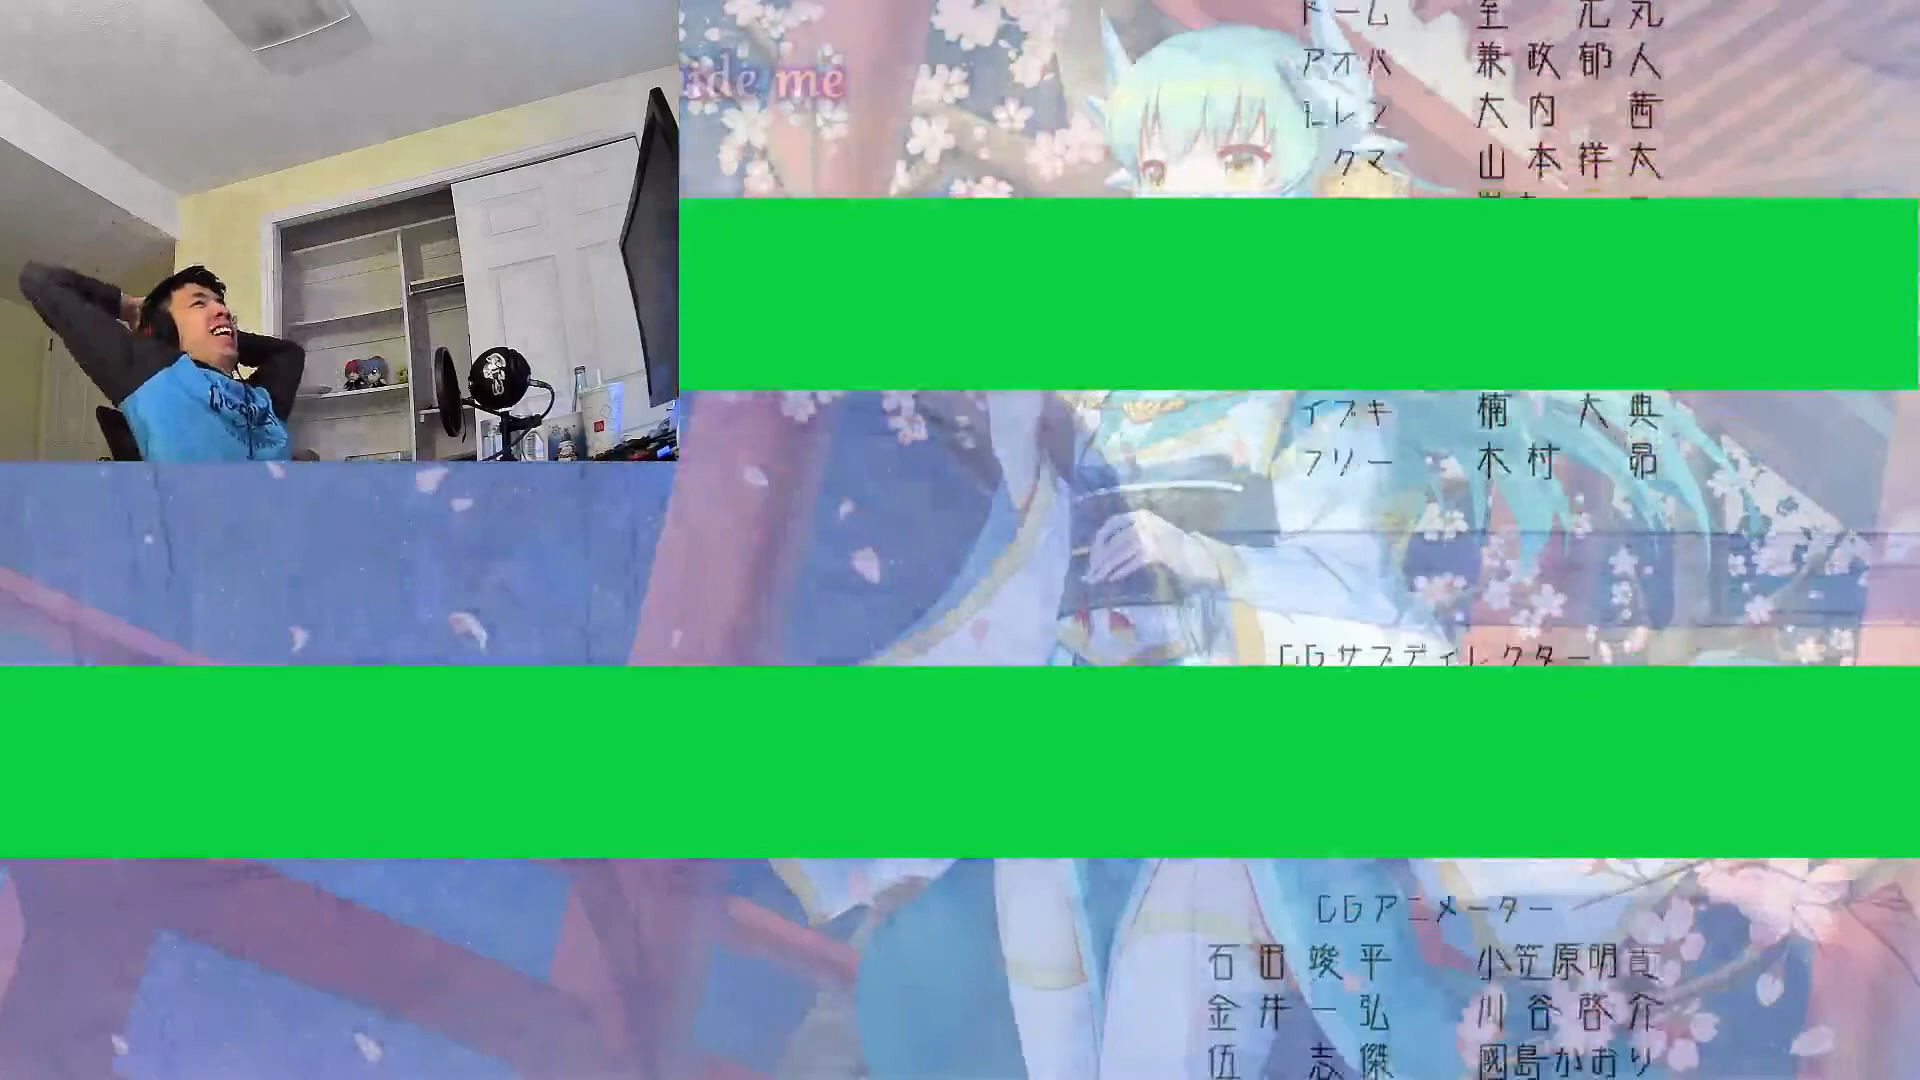 ide me
ドーム 室 元 丸
アオバ 兼政郁人
ヒレン 大内 茜
クマ 山本祥太
イブキ 楠 大典
フリー 木村 昴
CGサブディレクター
CGアニメーター
石田竣平 小笠原明貴
金井一弘 川谷啓介
伍 志傑 國島かおり